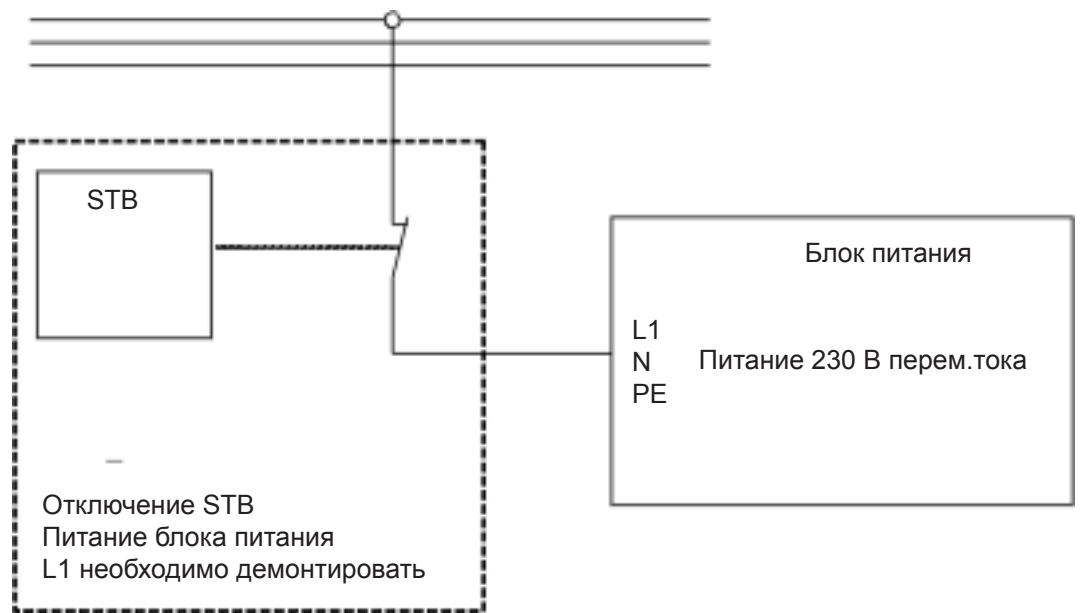 STB
Блок питания
L1
N
PE
Питание 230 В перем.тока
Отключение STB
Питание блока питания
L1 необходимо демонтировать